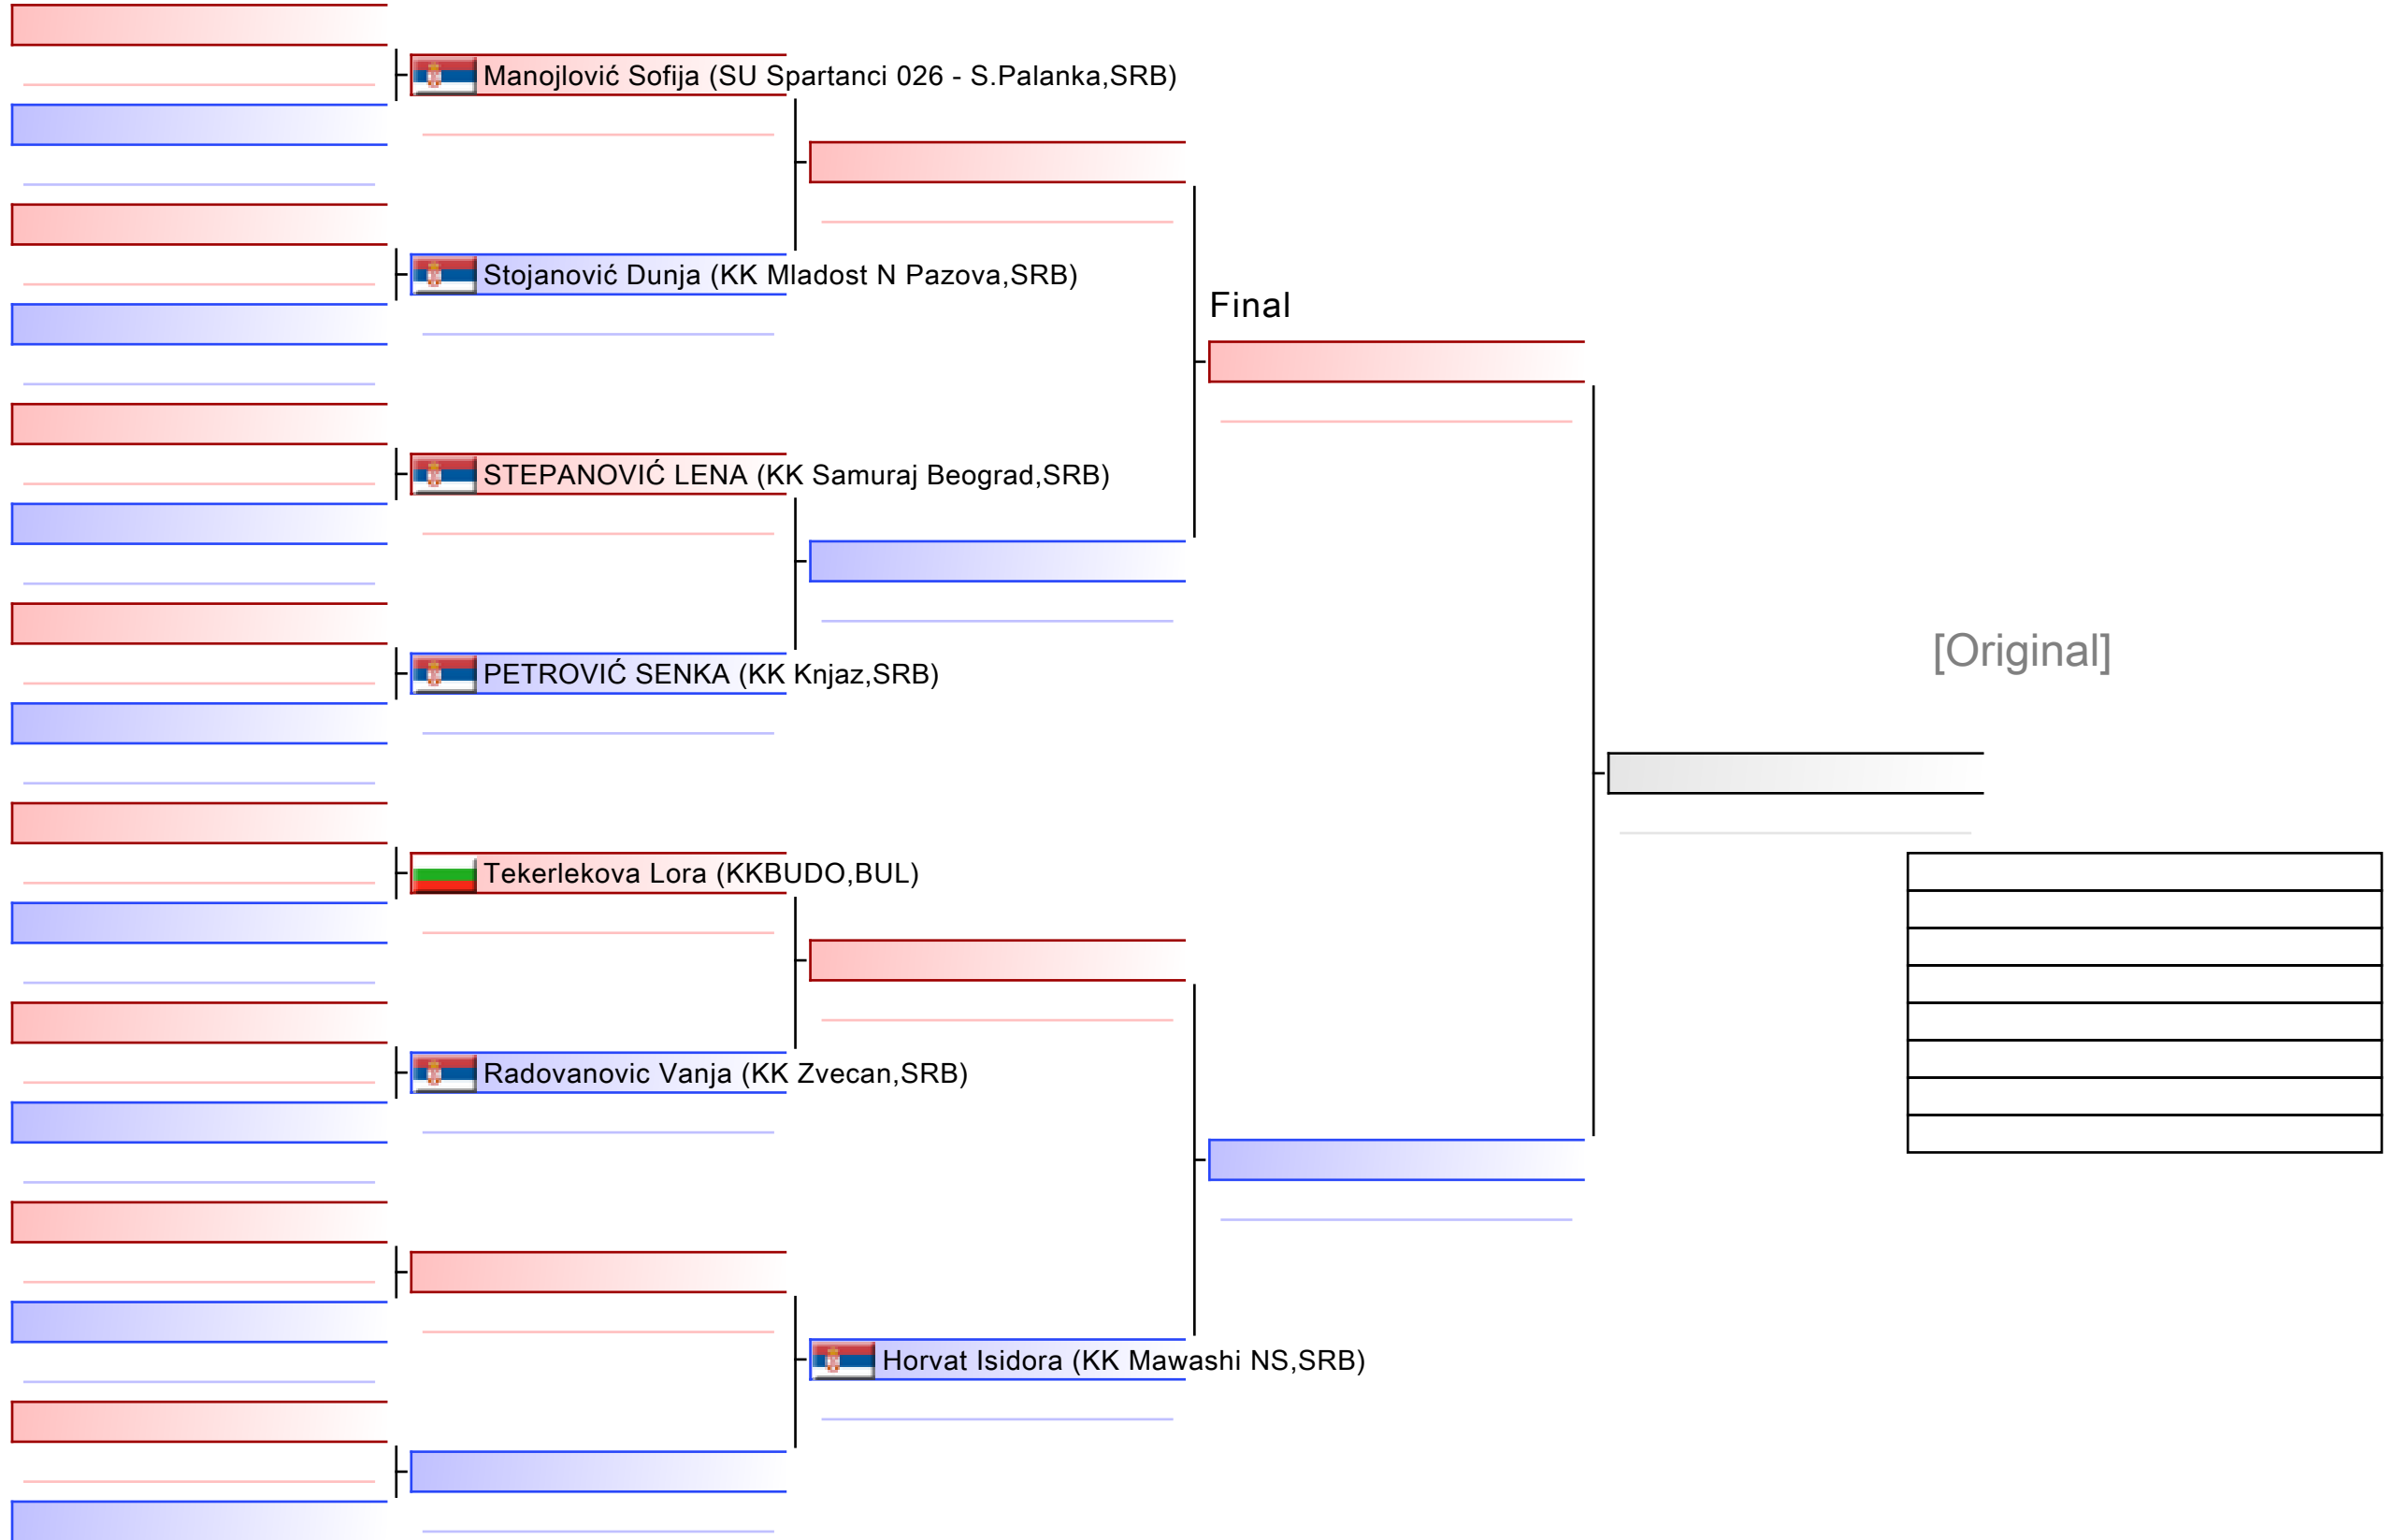 Manojlović Sofija (SU Spartanci 026 - S.Palanka,SRB)
Stojanović Dunja (KK Mladost N Pazova,SRB)
Final
STEPANOVIĆ LENA (KK Samuraj Beograd,SRB)
[Original]
PETROVIĆ SENKA (KK Knjaz,SRB)
Tekerlekova Lora (KKBUDO,BUL)
Radovanovic Vanja (KK Zvecan,SRB)
Horvat Isidora (KK Mawashi NS,SRB)